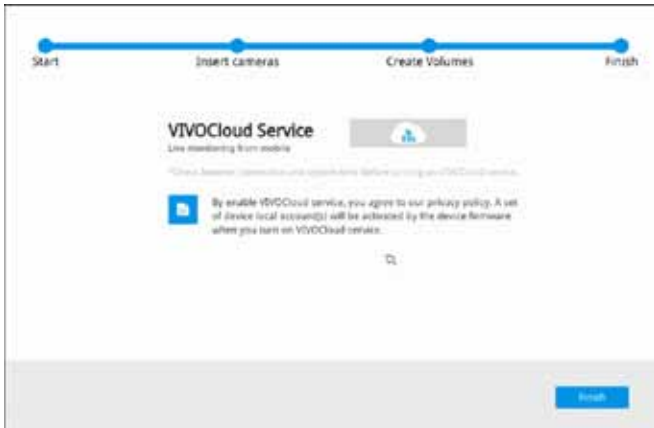 Start Insert cameras Create Volumes Finish
VIVOCloud Service
Live monitoring from mobile
By enable VIVOCloud service, you agree to our privacy policy. A set
of device local account(s) will be activated by the device firmware
when you turn on VIVOCloud service.
Finish